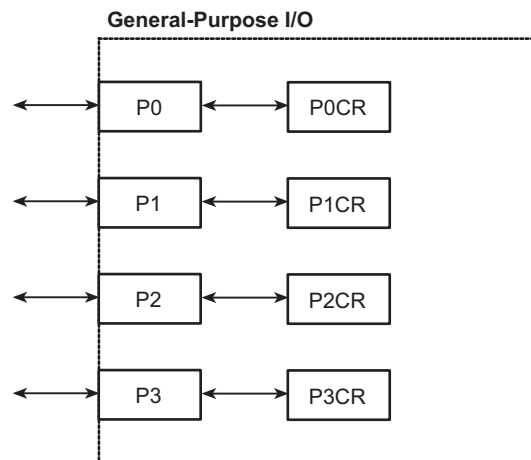 General-Purpose I/O
P0 P0CR
P1 P1CR
P2 P2CR
P3 P3CR